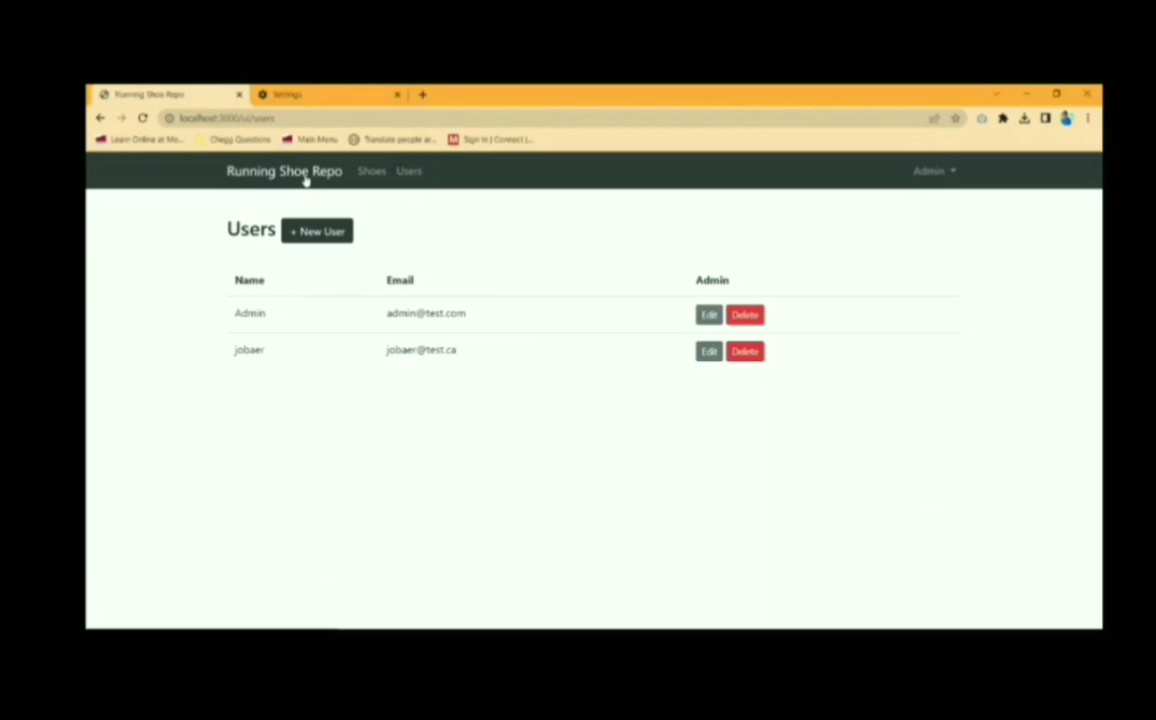 Running Shoe Repo
Settings
localhost:3000/ui/users
Learn Online at Mo... Chegg Questions Main Menu Translate people ar... Sign In | Connect L...
Running Shoe Repo Shoes Users Admin
Users + New User
Name Email Admin
Admin admin@test.com Edit Delete
jobaer jobaer@test.ca Edit Delete